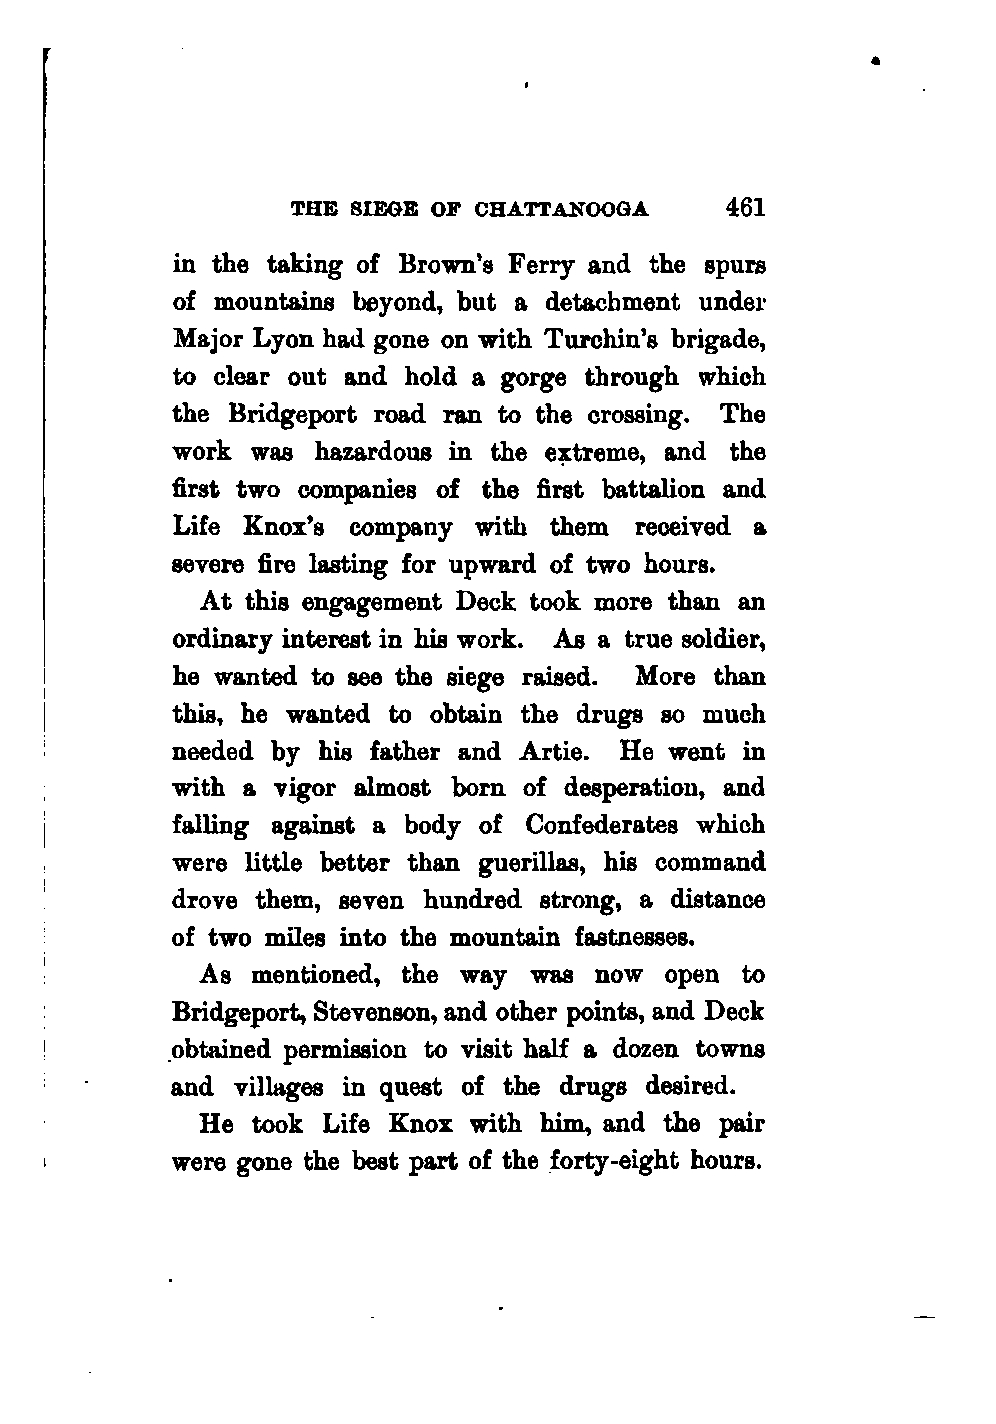 THE SIEGE OF CHATTANOOGA 461
in the taking of Brown's Ferry and the spurs
of mountains beyond, but a detachment under
Major Lyon had gone on with Turchin's brigade,
to clear out and hold a gorge through which
the Bridgeport road ran to the crossing. The
work was hazardous in the extreme, and the
first two companies of the first battalion and
Life Knox's company with them received a
severe fire lasting for upward of two hours.
At this engagement Deck took more than an
ordinary interest in his work. As a true soldier,
he wanted to see the siege raised. More than
this, he wanted to obtain the drugs so much
needed by his father and Artie. He went in
with a vigor almost born of desperation, and
falling against a body of Confederates which
were little better than guerillas, his command
drove them, seven hundred strong, a distance
of two miles into the mountain fastnesses.
As mentioned, the way was now open to
Bridgeport, Stevenson, and other points, and Deck
obtained permission to visit half a dozen towns
and villages in quest of the drugs desired.
He took Life Knox with him, and the pair
were gone the best part of the forty-eight hours.